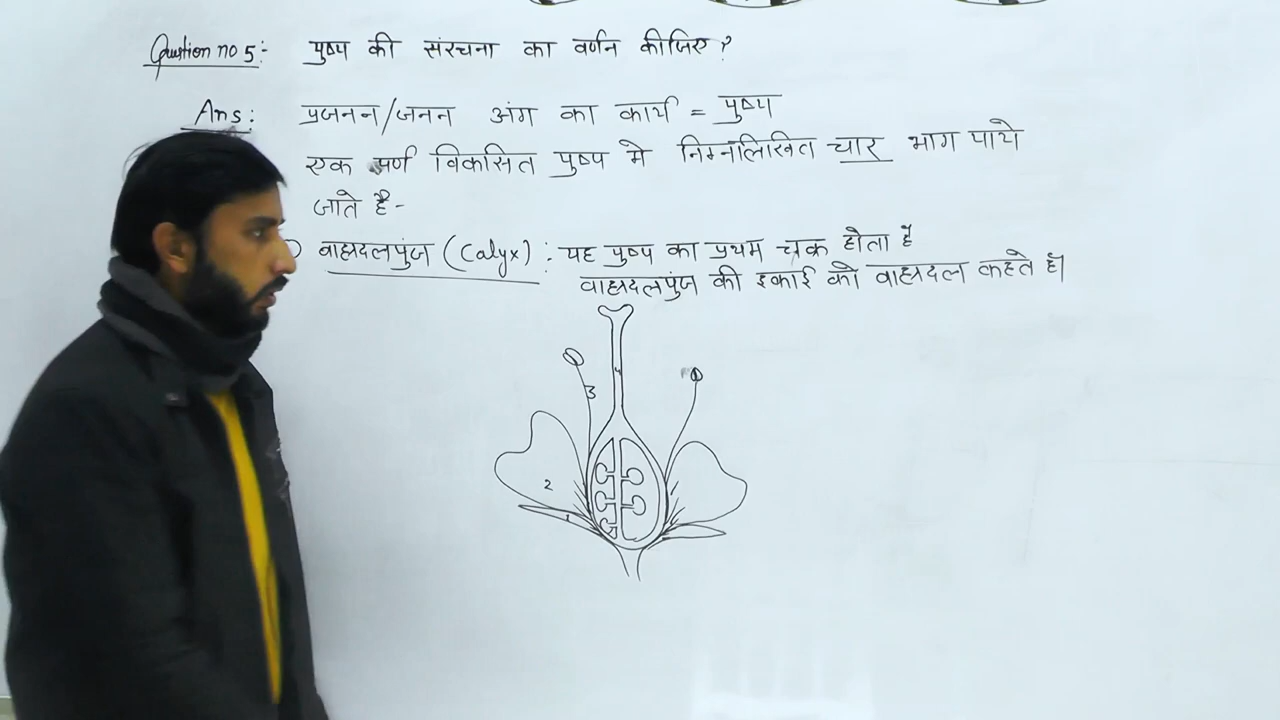 Question no 5:- पुष्प की संरचना का वर्णन कीजिए?
Ans: प्रजनन/जनन अंग का कार्य = पुष्प
एक पूर्ण विकसित पुष्प मे निम्नलिखित चार भाग पाये
जाते है-
) वाह्यदलपुंज (Calyx): यह पुष्प का प्रथम चक्र होता है
वाह्यदलपुंज की इकाई को वाह्यदल कहते है।
4
3
2
1